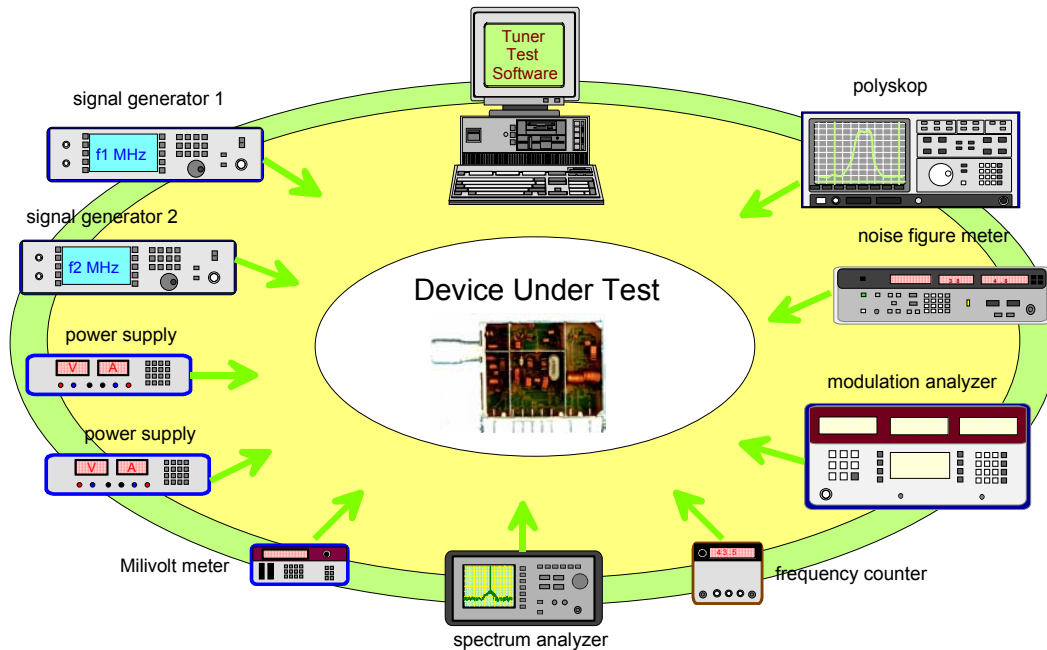 Tuner
Test
Software
signal generator 1
polyskop
f1 MHz
signal generator 2
noise figure meter
f2 MHz
Device Under Test
power supply
V A
modulation analyzer
power supply
V A
43.5
Milivolt meter
frequency counter
spectrum analyzer